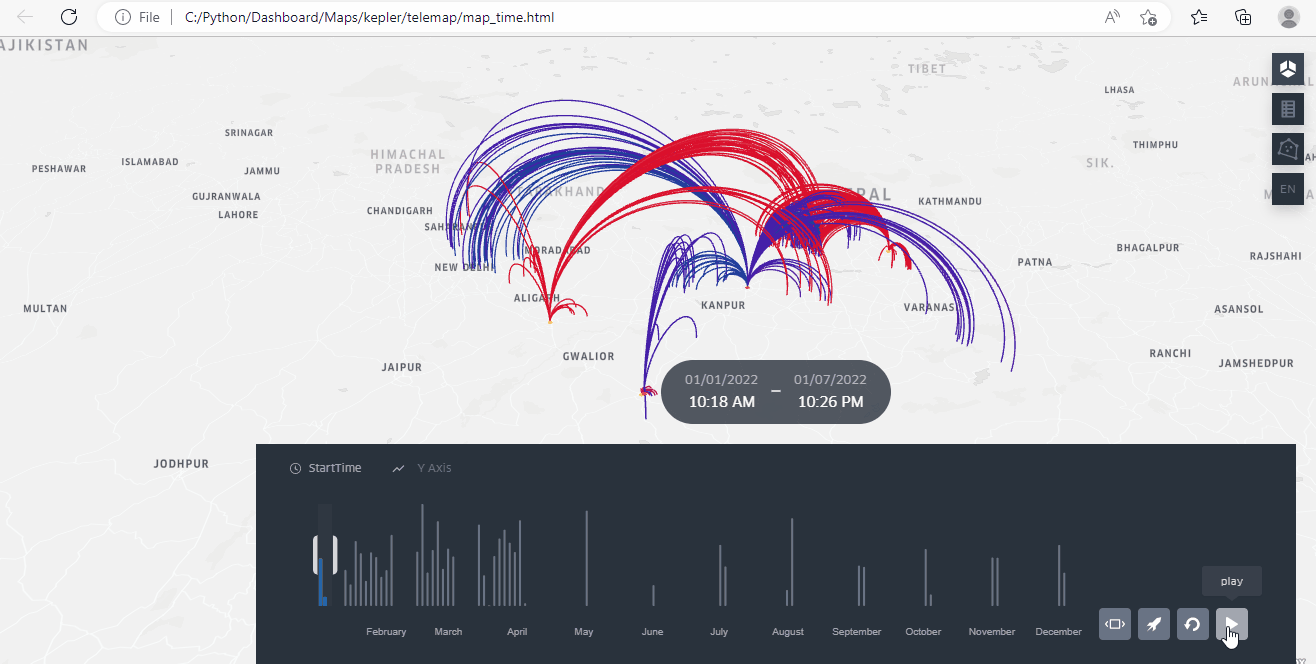 File
C:/Python/Dashboard/Maps/kepler/telemap/map_time.html
AJIKISTAN
TIBET
ARUN
LHASA
SRINAGAR
THIMPHU
PESHAWAR
ISLAMABAD
HIMACHAL
PRADESH
SIK.
JAMMU
GUJRANWALA
EN
LAHORE
CHANDIGARH
KATHMANDU
NEW DELHI
MORADABAD
BHAGALPUR
RAJSHAHI
PATNA
ALIGARH
MULTAN
KANPUR
VARANAS
ASANSOL
GWALIOR
RANCHI
JAIPUR
JAMSHEDPUR
01/01/2022 – 01/07/2022
10:18 AM 10:26 PM
JODHPUR
StartTime Y Axis
play
February March April May June July August September October November December